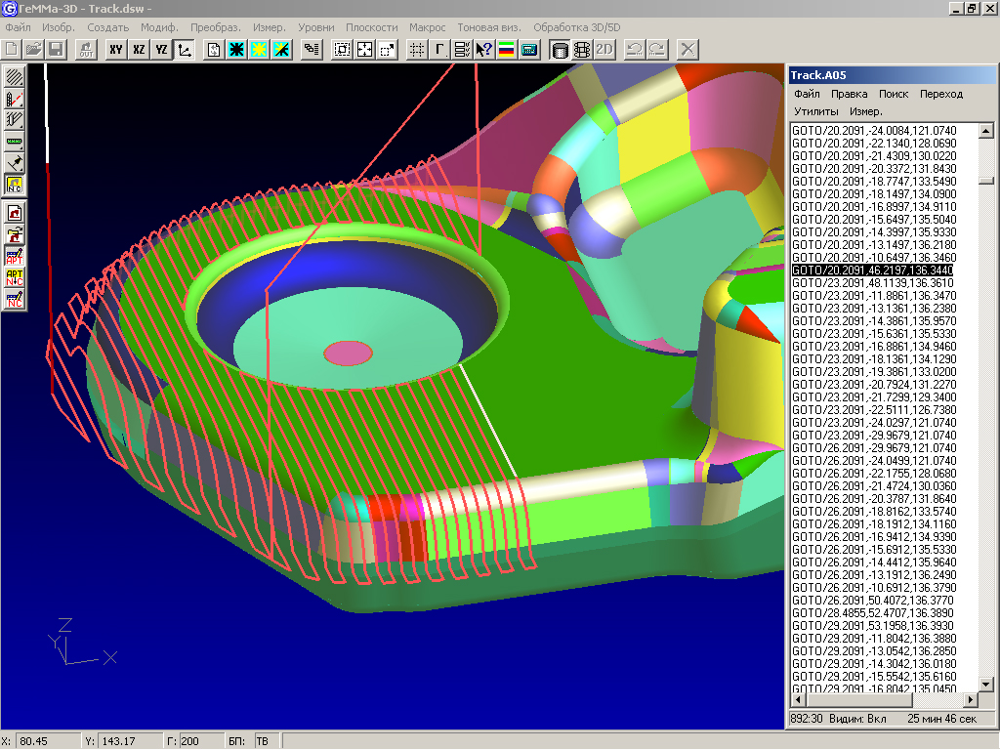 ГеММа-3D - Track.dsw -
Файл Изобр. Создать Модиф. Преобраз. Измер. Уровни Плоскости Макрос Тоновая виз. Обработка 3D/5D
OUT XY XZ YZ Г 2D
N.C
APT
APT N.C
NC
Z
Y
X
Track.A05
Файл Правка Поиск Переход
Утилиты Измер.
GOTO/20.2091,-24.0084,121.0740
GOTO/20.2091,-22.1340,128.0690
GOTO/20.2091,-21.4309,130.0220
GOTO/20.2091,-20.3372,131.8430
GOTO/20.2091,-18.7747,133.5490
GOTO/20.2091,-18.1497,134.0900
GOTO/20.2091,-16.8997,134.9110
GOTO/20.2091,-15.6497,135.5040
GOTO/20.2091,-14.3997,135.9330
GOTO/20.2091,-13.1497,136.2180
GOTO/20.2091,-10.6497,136.3460
GOTO/20.2091,46.2197,136.3440
GOTO/23.2091,48.1139,136.3610
GOTO/23.2091,-11.8861,136.3470
GOTO/23.2091,-13.1361,136.2380
GOTO/23.2091,-14.3861,135.9570
GOTO/23.2091,-15.6361,135.5330
GOTO/23.2091,-16.8861,134.9460
GOTO/23.2091,-18.1361,134.1290
GOTO/23.2091,-19.3861,133.0200
GOTO/23.2091,-20.7924,131.2270
GOTO/23.2091,-21.7299,129.3400
GOTO/23.2091,-22.5111,126.7380
GOTO/23.2091,-24.0297,121.0740
GOTO/23.2091,-29.9679,121.0740
GOTO/26.2091,-29.9679,121.0740
GOTO/26.2091,-24.0499,121.0740
GOTO/26.2091,-22.1755,128.0680
GOTO/26.2091,-21.4724,130.0360
GOTO/26.2091,-20.3787,131.8640
GOTO/26.2091,-18.8162,133.5740
GOTO/26.2091,-18.1912,134.1160
GOTO/26.2091,-16.9412,134.9390
GOTO/26.2091,-15.6912,135.5330
GOTO/26.2091,-14.4412,135.9640
GOTO/26.2091,-13.1912,136.2490
GOTO/26.2091,-10.6912,136.3790
GOTO/26.2091,50.4072,136.3770
GOTO/28.4855,52.4707,136.3890
GOTO/29.2091,53.1958,136.3930
GOTO/29.2091,-11.8042,136.3880
GOTO/29.2091,-13.0542,136.2850
GOTO/29.2091,-14.3042,136.0180
GOTO/29.2091,-15.5542,135.6160
GOTO/29.2091,-16.8042,135.0450
892:30 Видим: Вкл 25 мин 46 сек
X: 80.45 Y: 143.17 Г: 200 БП: ТВ